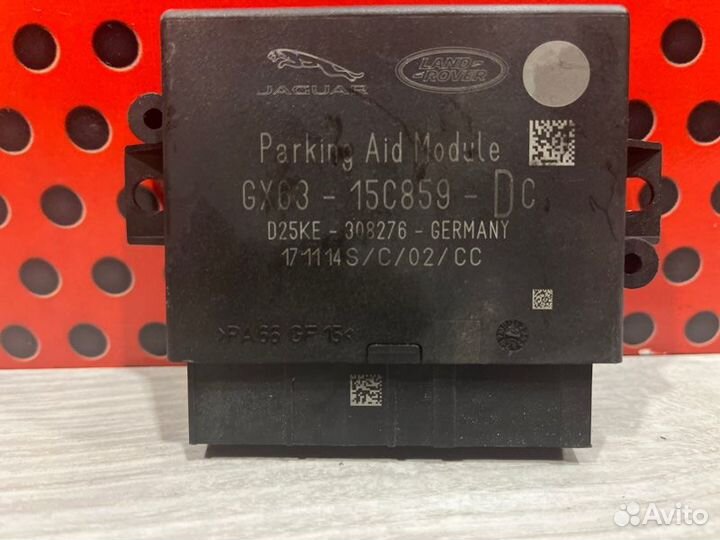 JAGUAR
LAND
ROVER
Parking Aid Module
GX63 - 15C859 - DC
D25KE - 308276 - GERMANY
171114S/C/02/CC
>PA66 GF15<
Avito